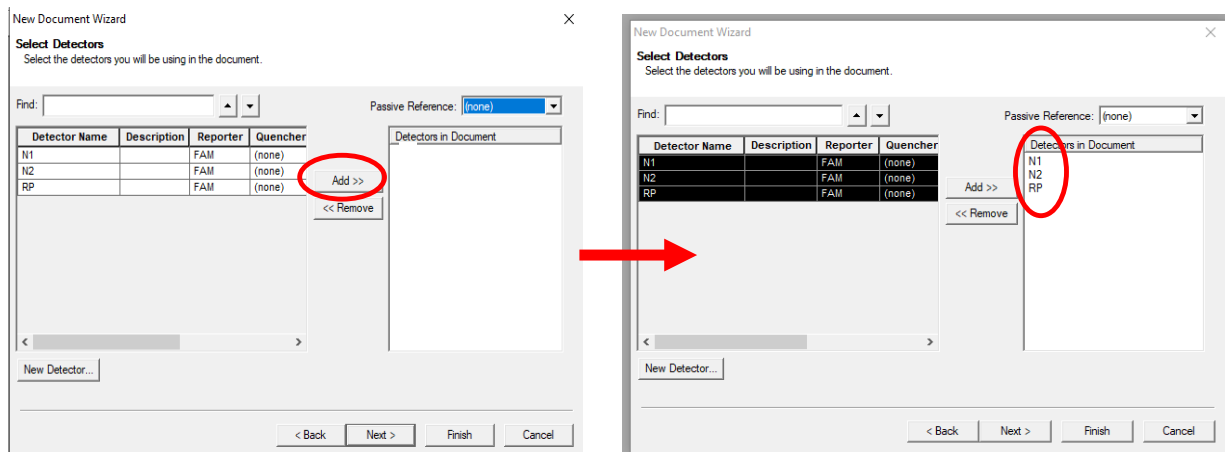 New Document Wizard
Select Detectors
Select the detectors you will be using in the document.
Find:
Passive Reference: (none)
Detector Name Description Reporter Quencher
N1 FAM (none)
N2 FAM (none)
RP FAM (none)
Add >>
<< Remove
Detectors in Document
New Detector...
< Back Next > Finish Cancel
New Document Wizard
Select Detectors
Select the detectors you will be using in the document.
Find:
Passive Reference: (none)
Detector Name Description Reporter Quencher
N1 FAM (none)
N2 FAM (none)
RP FAM (none)
Add >>
<< Remove
Detectors in Document
N1
N2
RP
New Detector...
< Back Next > Finish Cancel